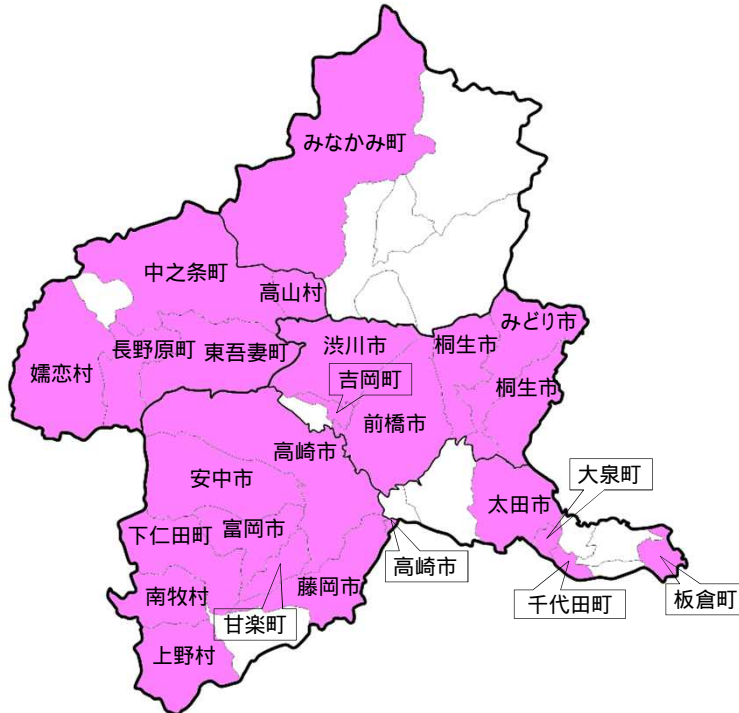 みなかみ町
中之条町
高山村
みどり市
長野原町
東吾妻町
渋川市
桐生市
嬬恋村
吉岡町
桐生市
前橋市
高崎市
安中市
大泉町
太田市
下仁田町
富岡市
高崎市
南牧村
藤岡市
千代田町
板倉町
甘楽町
上野村